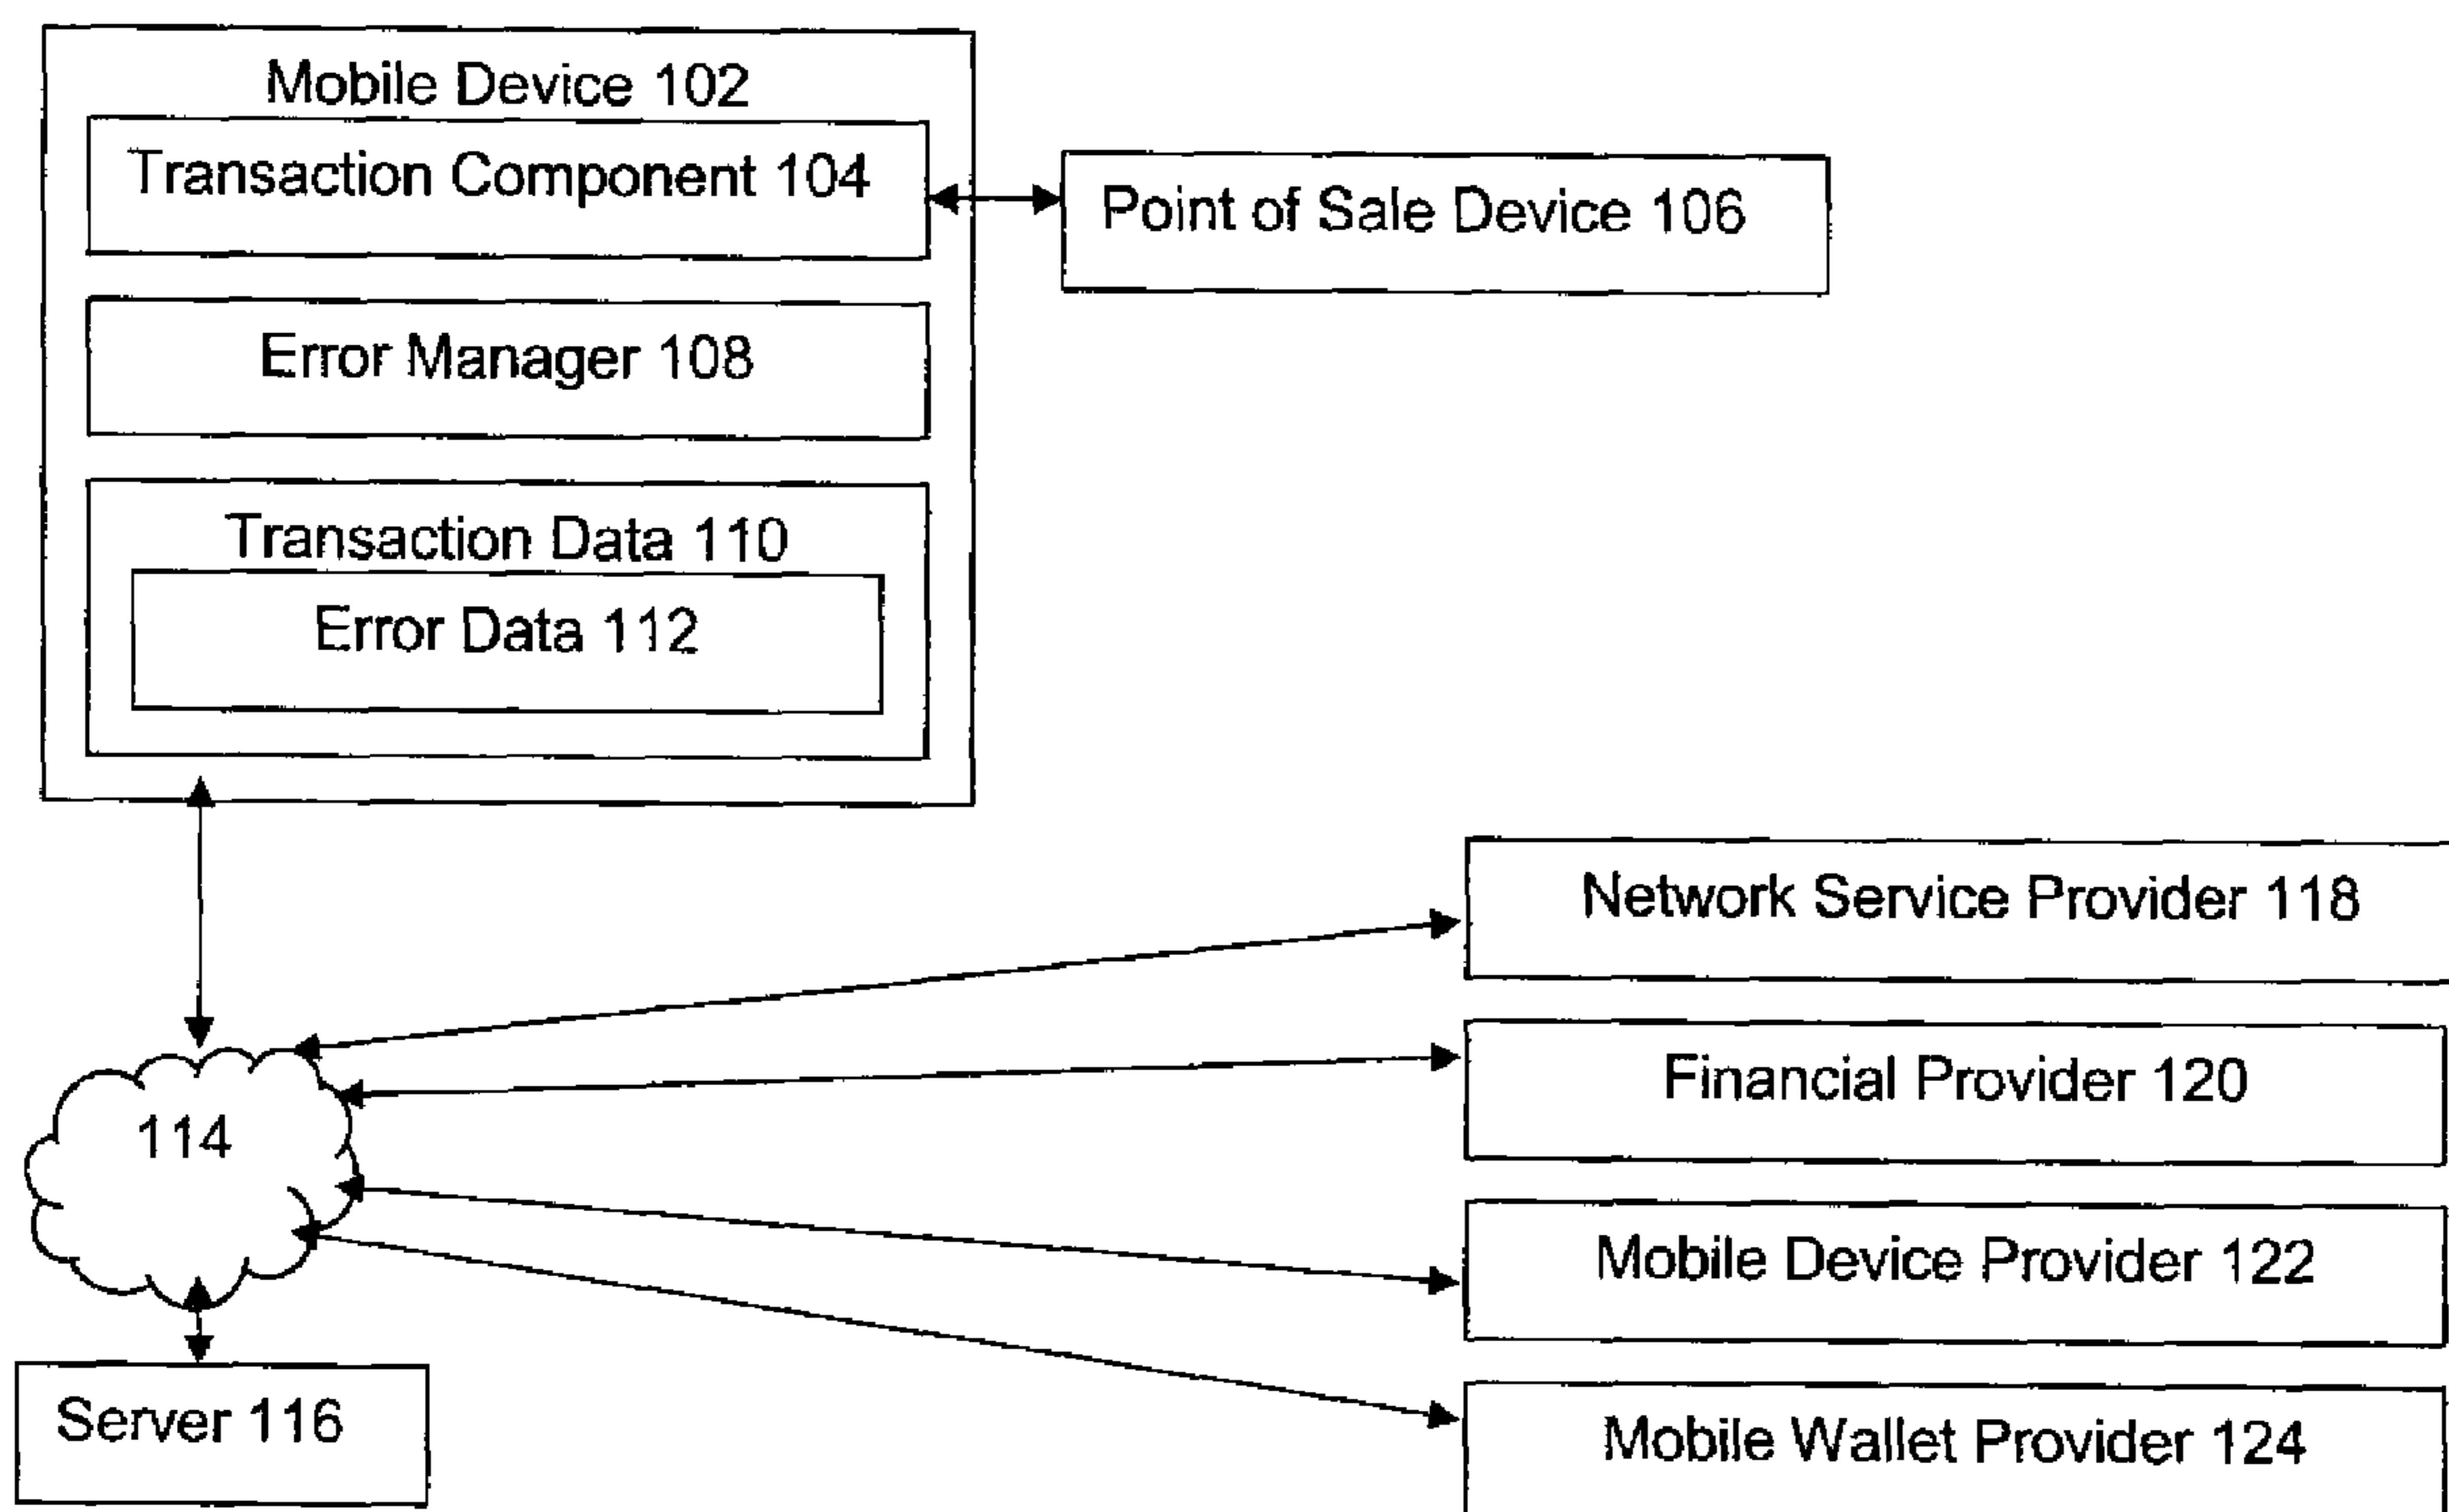 Mobile Device 102
Transaction Component 104
Point of Sale Device 106
Error Manager 108
Transaction Data 110
Error Data 112
Network Service Provider 118
Financial Provider 120
114
Mobile Device Provider 122
Server 116
Mobile Wallet Provider 124